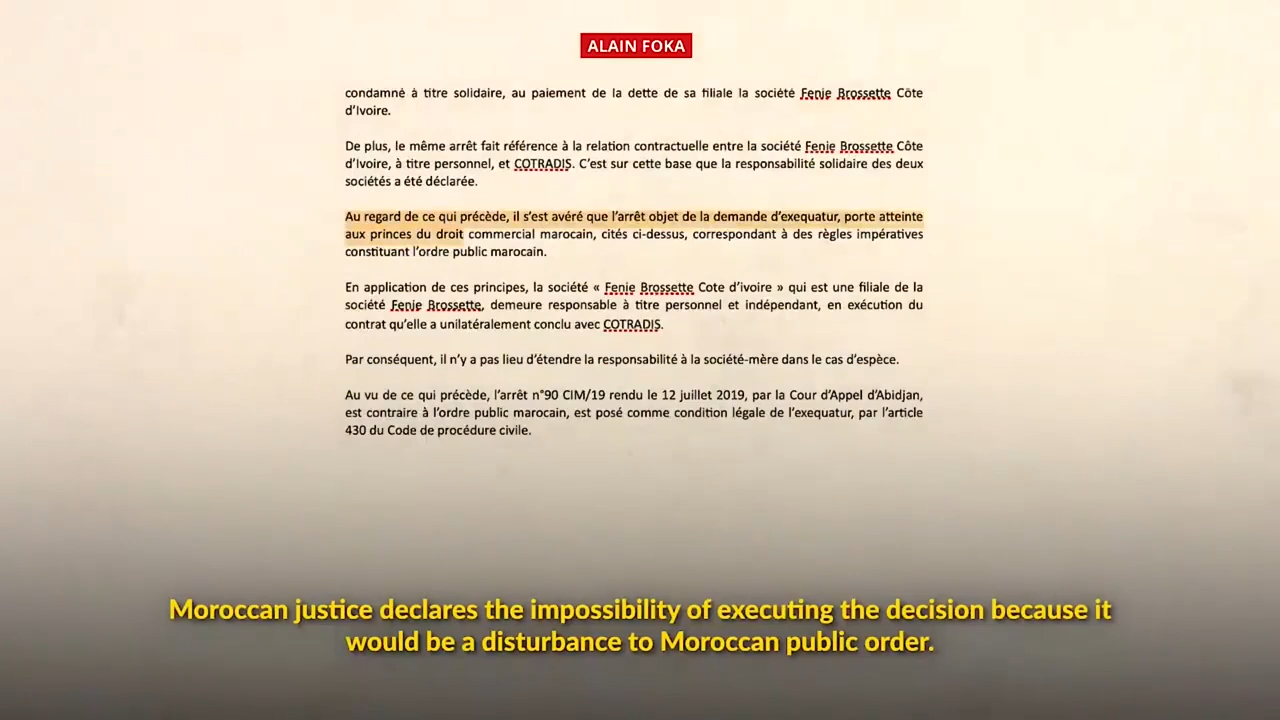 ALAIN FOKA
condamné à titre solidaire, au paiement de la dette de sa filiale la société Fenie Brossette Côte
d'Ivoire.
De plus, le même arrêt fait référence à la relation contractuelle entre la société Fenie Brossette Côte
d'Ivoire, à titre personnel, et COTRADIS. C'est sur cette base que la responsabilité solidaire des deux
sociétés a été déclarée.
Au regard de ce qui précède, il s'est avéré que l'arrêt objet de la demande d'exequatur, porte atteinte
aux princes du droit commercial marocain, cités ci-dessus, correspondant à des règles impératives
constituant l'ordre public marocain.
En application de ces principes, la société « Fenie Brossette Cote d'ivoire » qui est une filiale de la
société Fenie Brossette, demeure responsable à titre personnel et indépendant, en exécution du
contrat qu'elle a unilatéralement conclu avec COTRADIS.
Par conséquent, il n'y a pas lieu d'étendre la responsabilité à la société-mère dans le cas d'espèce.
Au vu de ce qui précède, l'arrêt n°90 CIM/19 rendu le 12 juillet 2019, par la Cour d'Appel d'Abidjan,
est contraire à l'ordre public marocain, est posé comme condition légale de l'exequatur, par l'article
430 du Code de procédure civile.
Moroccan justice declares the impossibility of executing the decision because it
would be a disturbance to Moroccan public order.